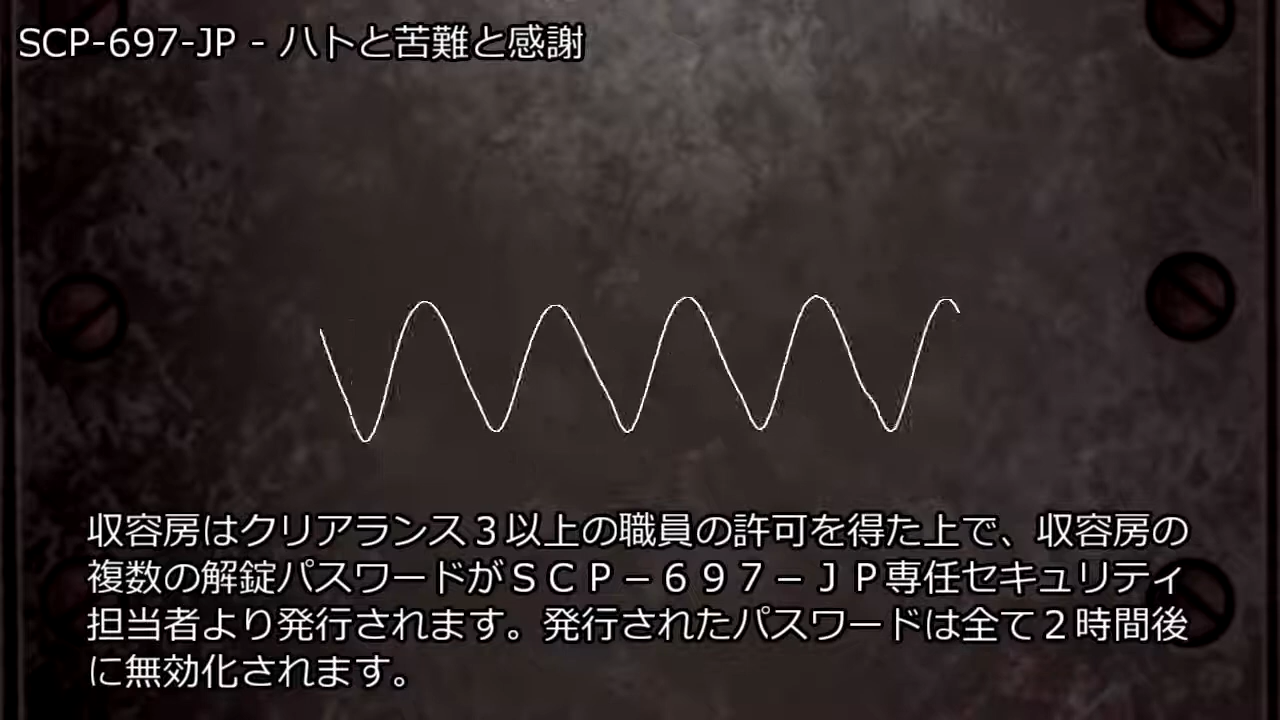 SCP-697-JP - ハトと苦難と感謝
収容房はクリアランス３以上の職員の許可を得た上で、収容房の
複数の解錠パスワードがＳＣＰ－６９７－ＪＰ専任セキュリティ
担当者より発行されます。発行されたパスワードは全て２時間後
に無効化されます。